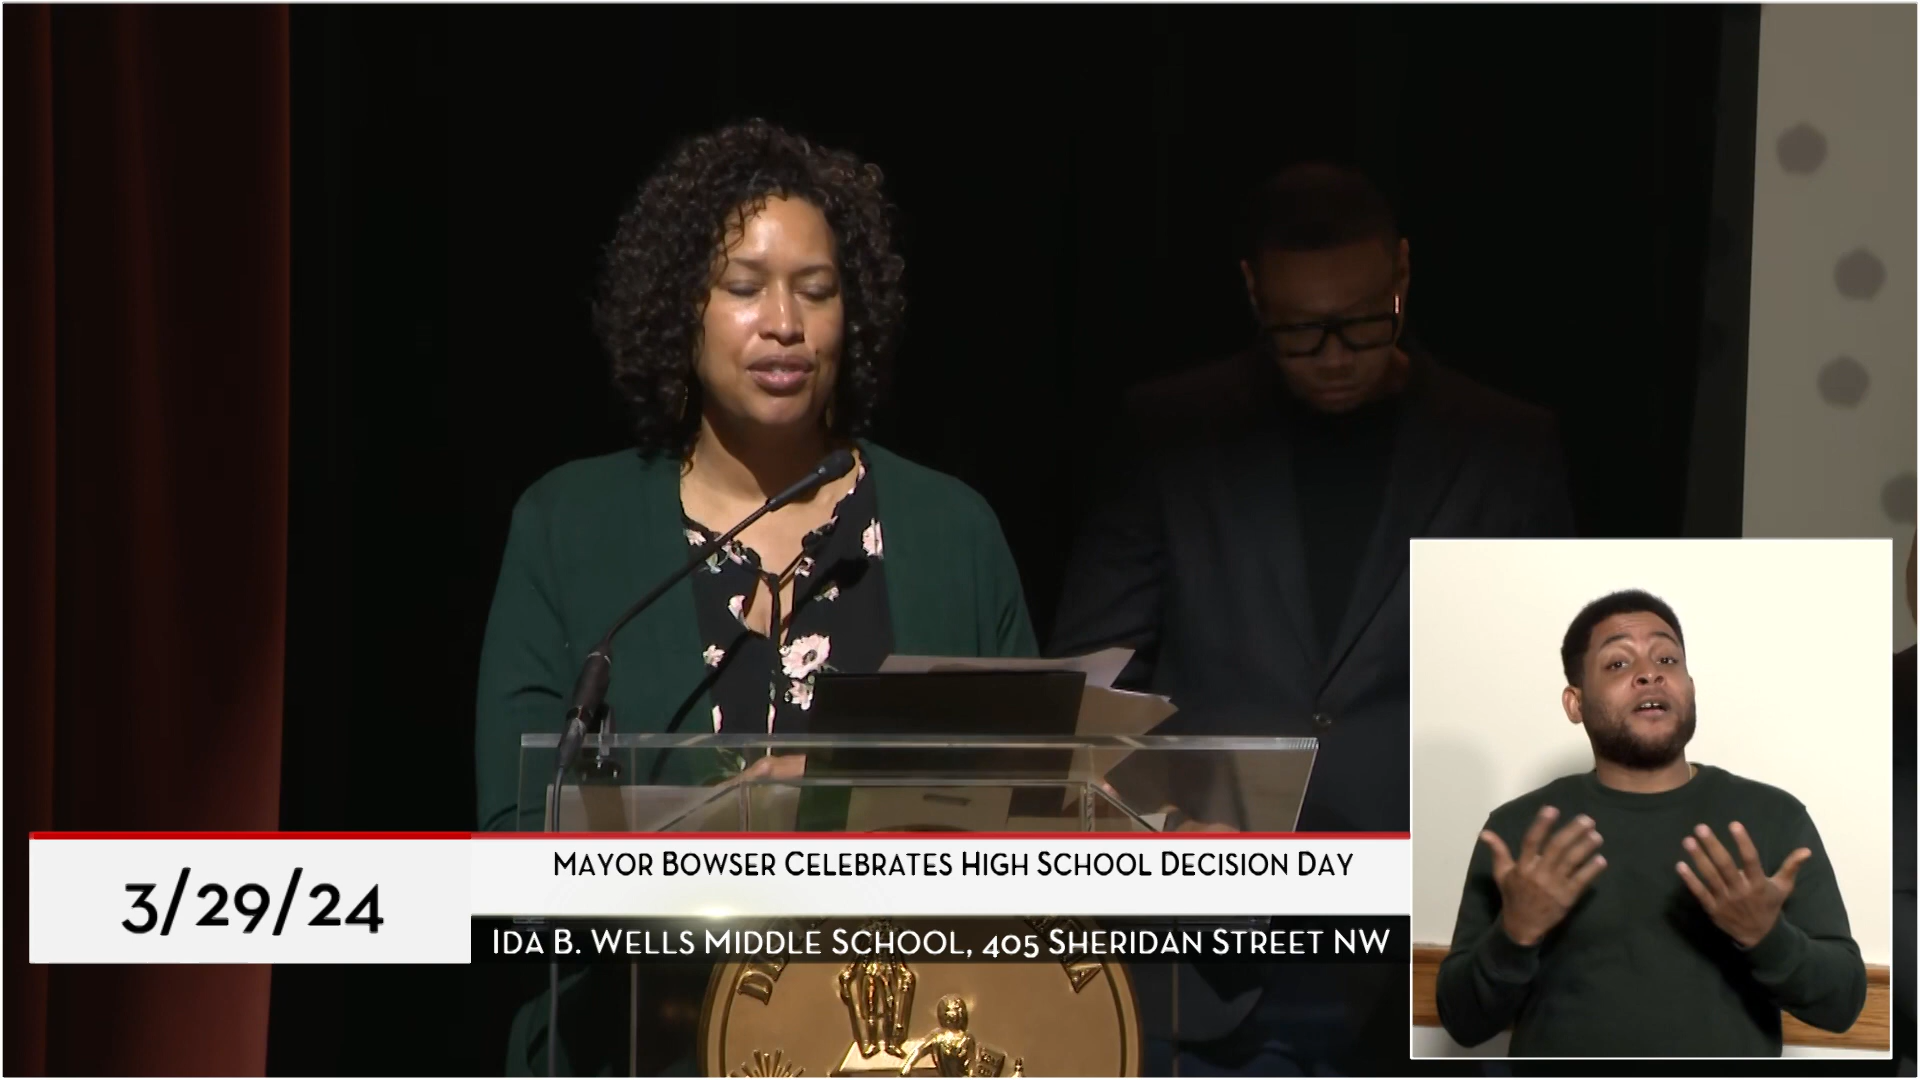 3/29/24
Mayor Bowser Celebrates High School Decision Day
Ida B. Wells Middle School, 405 Sheridan Street NW